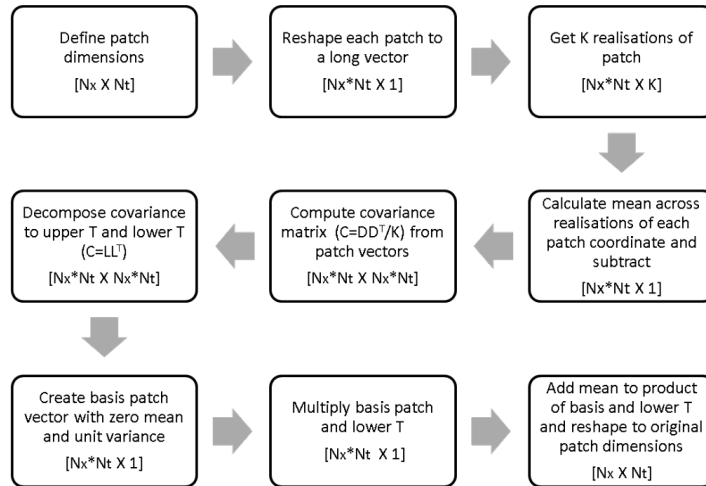 Define patch
dimensions
[Nx X Nt]
Reshape each patch to
a long vector
[Nx*Nt X 1]
Get K realisations of
patch
[Nx*Nt X K]
Calculate mean across
realisations of each
patch coordinate and
subtract
[Nx*Nt X 1]
Compute covariance
matrix (C=DDᵀ/K) from
patch vectors
[Nx*Nt X Nx*Nt]
Decompose covariance
to upper T and lower T
(C=LLᵀ)
[Nx*Nt X Nx*Nt]
Create basis patch
vector with zero mean
and unit variance
[Nx*Nt X 1]
Multiply basis patch
and lower T
[Nx*Nt X 1]
Add mean to product
of basis and lower T
and reshape to original
patch dimensions
[Nx X Nt]